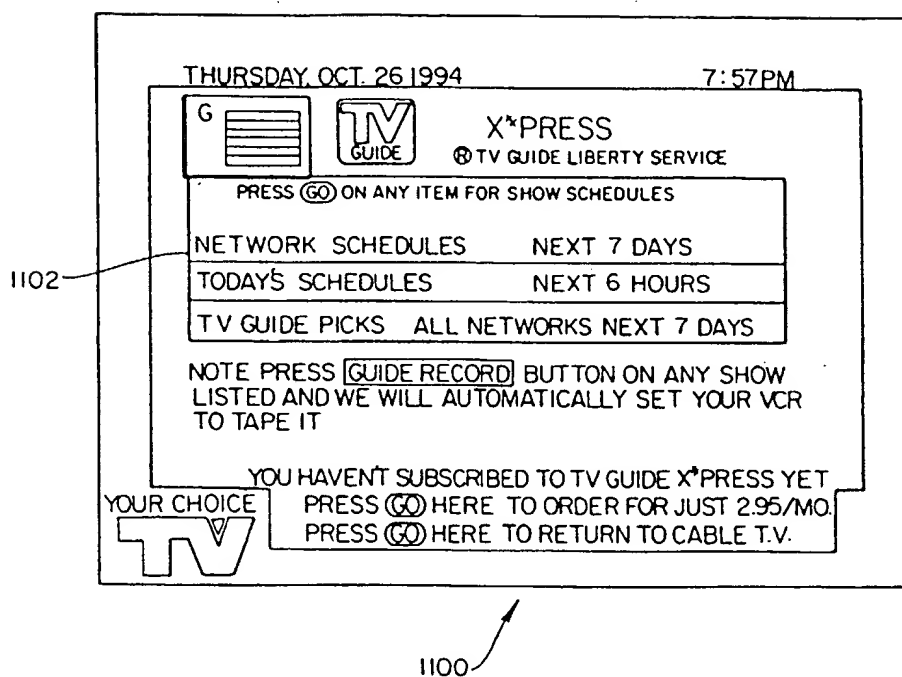 THURSDAY, OCT. 26 1994 7:57PM
G
TV
GUIDE
X*PRESS
® TV GUIDE LIBERTY SERVICE
PRESS GO ON ANY ITEM FOR SHOW SCHEDULES
NETWORK SCHEDULES NEXT 7 DAYS
1102
TODAY'S SCHEDULES NEXT 6 HOURS
TV GUIDE PICKS ALL NETWORKS NEXT 7 DAYS
NOTE PRESS GUIDE RECORD BUTTON ON ANY SHOW
LISTED AND WE WILL AUTOMATICALLY SET YOUR VCR
TO TAPE IT
YOU HAVEN'T SUBSCRIBED TO TV GUIDE X*PRESS YET
YOUR CHOICE
TV
PRESS GO HERE TO ORDER FOR JUST 2.95/MO.
PRESS GO HERE TO RETURN TO CABLE T.V.
1100